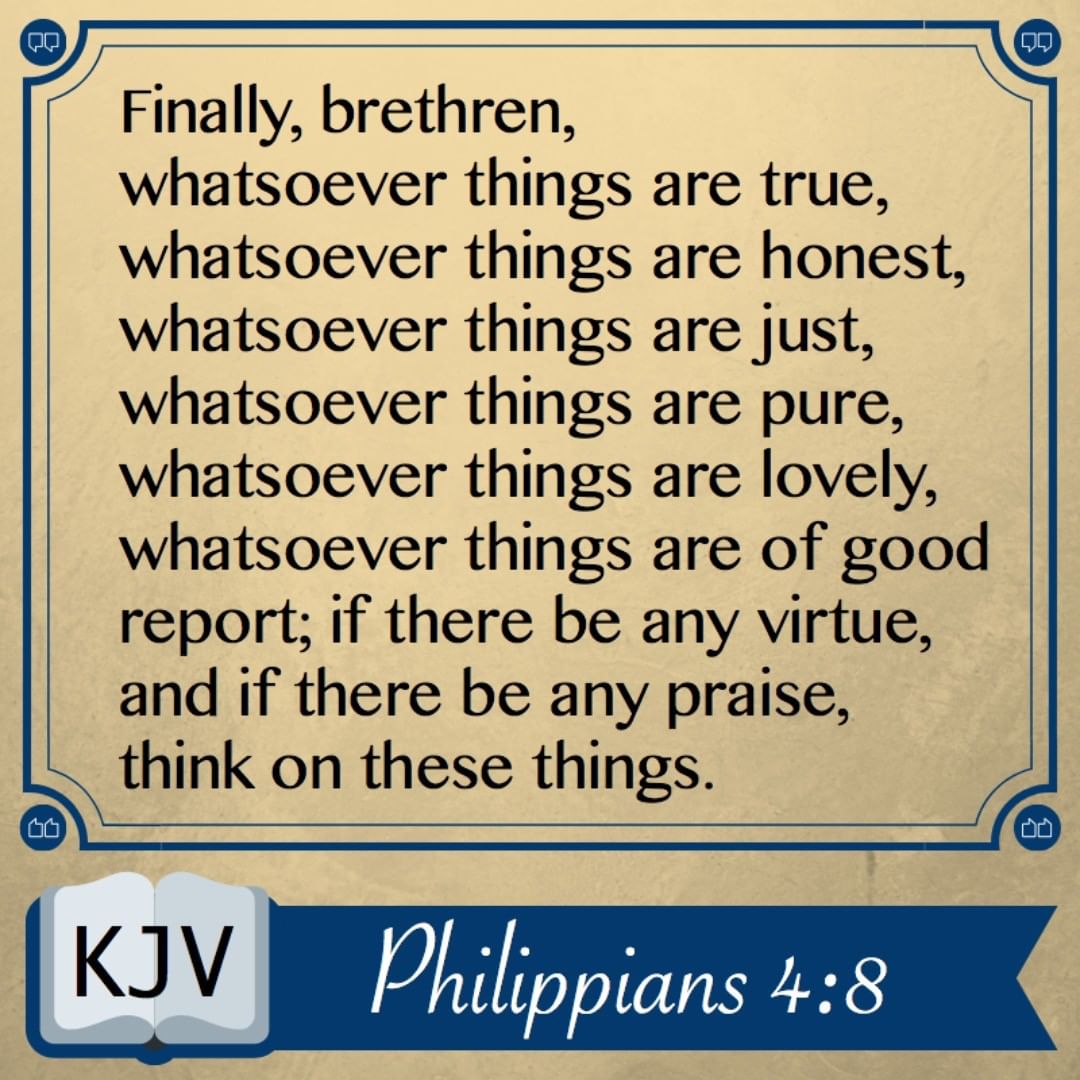 Finally, brethren,
whatsoever things are true,
whatsoever things are honest,
whatsoever things are just,
whatsoever things are pure,
whatsoever things are lovely,
whatsoever things are of good
report; if there be any virtue,
and if there be any praise,
think on these things.
KJV
Philippians 4:8